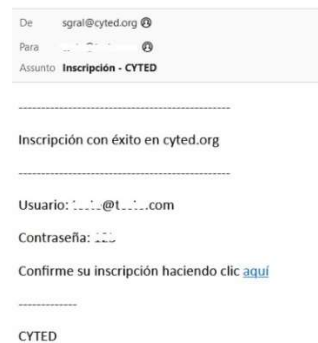 De sgral@cyted.org
Para
Asunto Inscripción - CYTED
-----------------------------------------------
Inscripción con éxito en cyted.org
-----------------------------------------------
Usuario:
Contraseña:
Confirme su inscripción haciendo clic aquí
-------------
CYTED